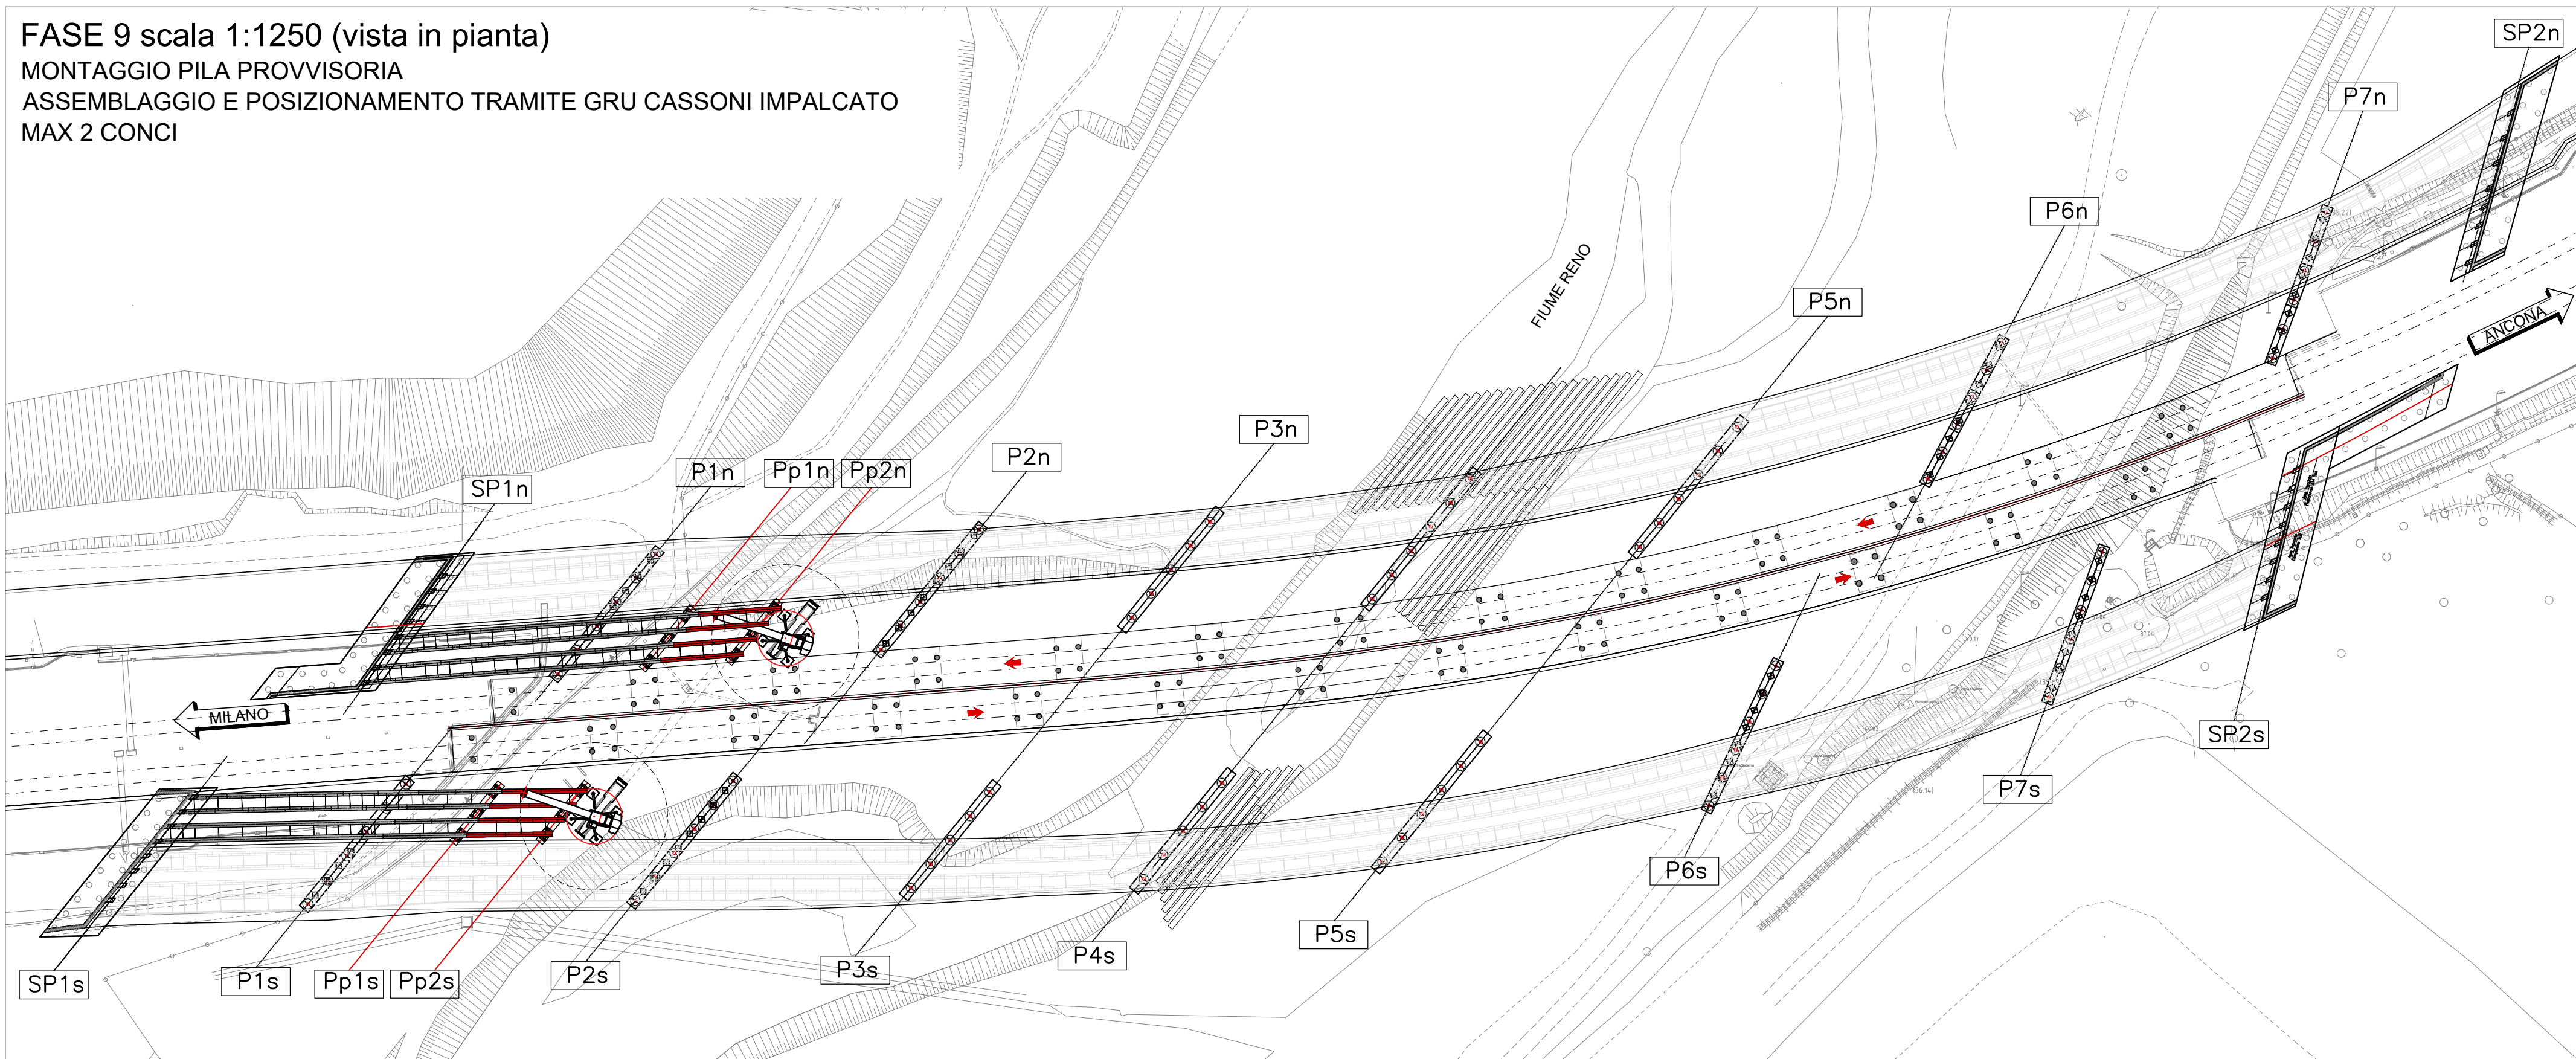 FASE 9 scala 1:1250 (vista in pianta)
MONTAGGIO PILA PROVVISORIA
ASSEMBLAGGIO E POSIZIONAMENTO TRAMITE GRU CASSONI IMPALCATO
MAX 2 CONCI
SP2n
P7n
P6n
FIUME RENO
P5n
ANCONA
P3n
P2n
P1n
Pp1n
Pp2n
SP1n
MILANO
SP2s
P7s
(36.14)
P6s
P5s
P4s
P3s
P2s
Pp2s
Pp1s
P1s
SP1s